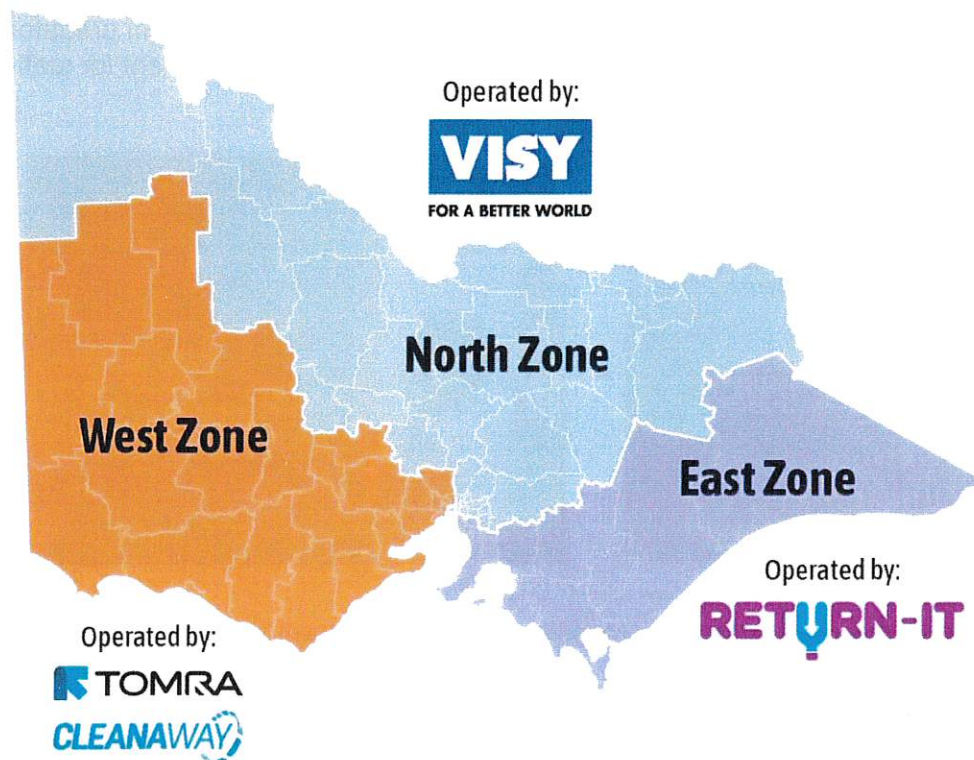 Operated by:
VISY
FOR A BETTER WORLD
North Zone
West Zone
East Zone
Operated by:
RETURN-IT
Operated by:
TOMRA
CLEANAWAY